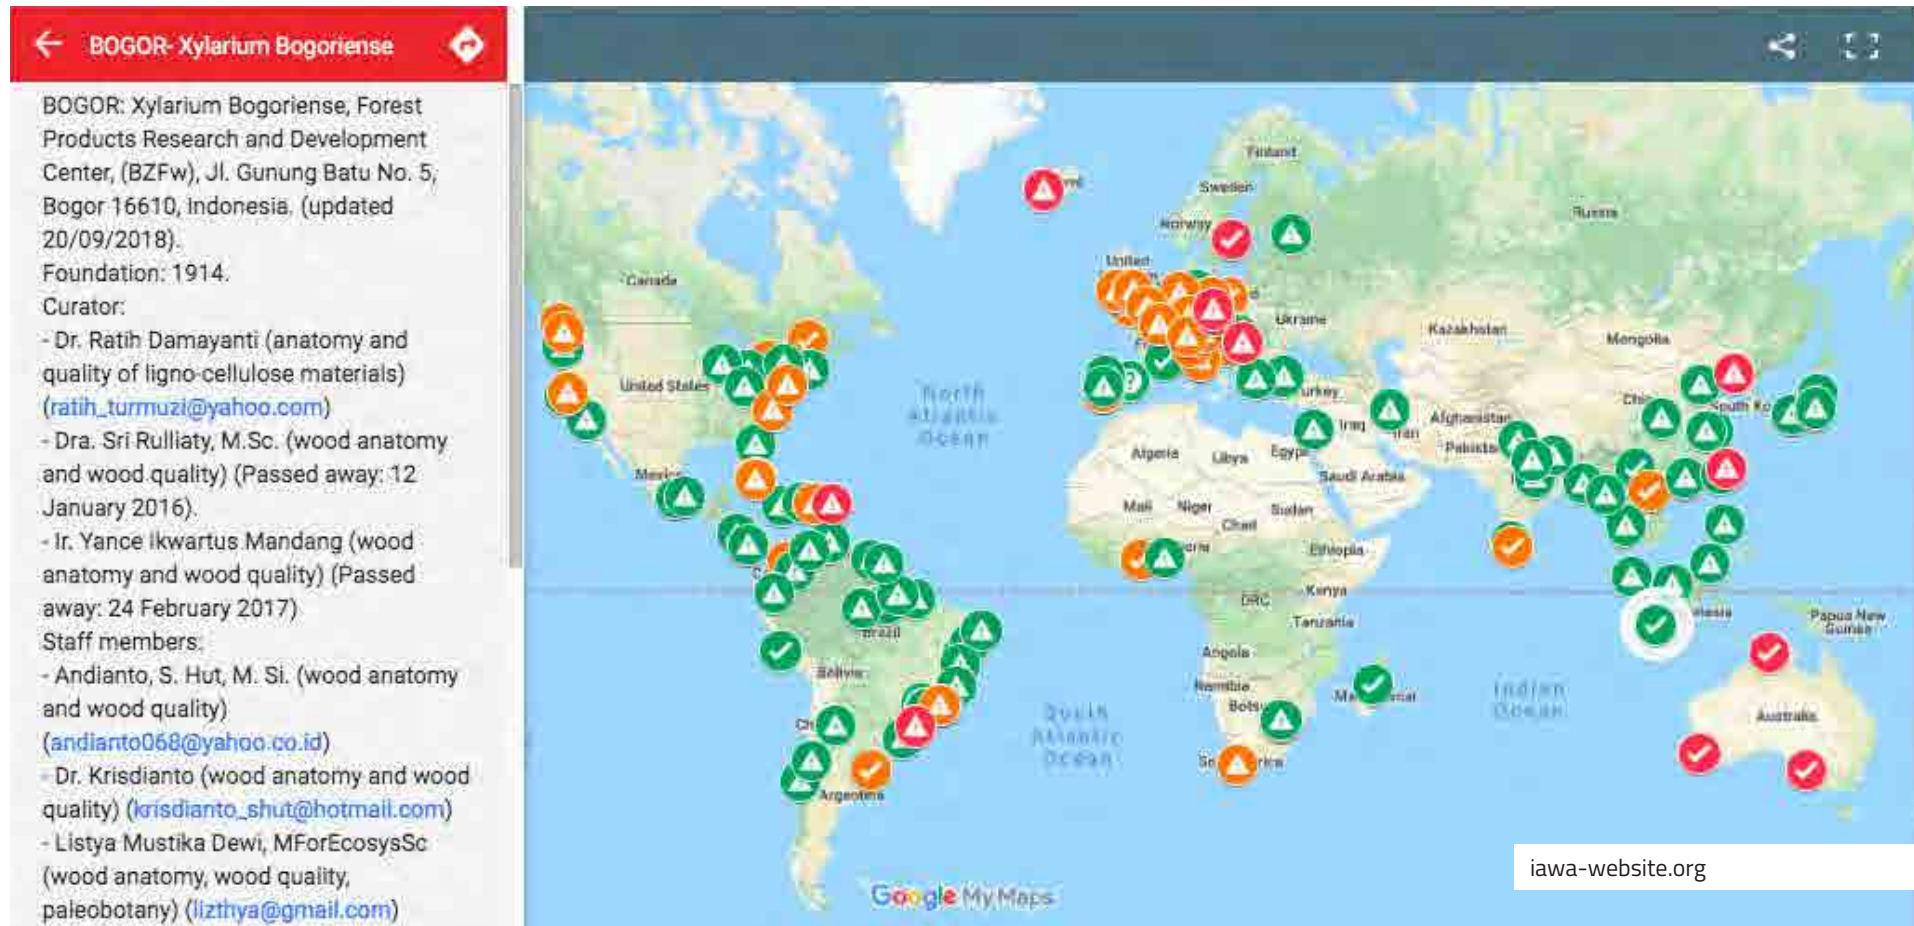 BOGOR- Xylarium Bogoriense
BOGOR: Xylarium Bogoriense, Forest
Products Research and Development
Center, (BZFw), Jl. Gunung Batu No. 5,
Bogor 16610, Indonesia. (updated
20/09/2018).
Foundation: 1914.
Curator:
- Dr. Ratih Damayanti (anatomy and
quality of ligno-cellulose materials)
(ratih_turmuzi@yahoo.com)
- Dra. Sri Rulliaty, M.Sc. (wood anatomy
and wood quality) (Passed away: 12
January 2016).
- Ir. Yance Ikwartus Mandang (wood
anatomy and wood quality) (Passed
away: 24 February 2017)
Staff members:
- Andianto, S. Hut, M. Si. (wood anatomy
and wood quality)
(andianto068@yahoo.co.id)
- Dr. Krisdianto (wood anatomy and wood
quality) (krisdianto_shut@hotmail.com)
- Listya Mustika Dewi, MForEcosysSc
(wood anatomy, wood quality,
paleobotany) (lizthya@gmail.com)
Finland
Sweden
Norway
Russia
United
Canada
Ukraine
Kazakhstan
Mongolia
United States
North
Atlantic
Ocean
Turkey
South Ko
Afghanistan
Iraq
Iran
Pakista
Algeria
Libya
Egyp
Mexico
Saudi Arabia
Mali
Niger
Sudan
Chad
Ethiopia
DRC
Kenya
Tanzania
Papua New
Guinea
Brazil
Angola
Bolivia
Namibia
Botsw
Indian
Ocean
South
Atlantic
Ocean
Australia
Argentina
iawa-website.org
Google My Maps